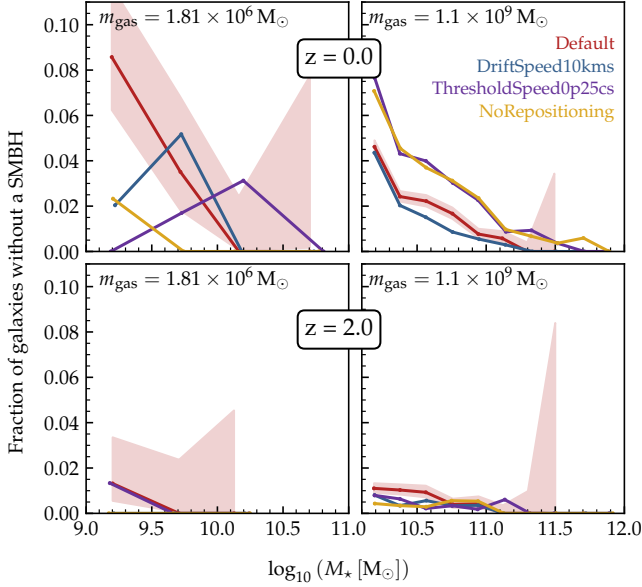 m_gas = 1.81 × 10^6 M_⊙
m_gas = 1.1 × 10^9 M_⊙
z = 0.0
Default
DriftSpeed10kms
ThresholdSpeed0p25cs
NoRepositioning
0.10
0.08
0.06
0.04
0.02
0.00
m_gas = 1.81 × 10^6 M_⊙
m_gas = 1.1 × 10^9 M_⊙
z = 2.0
0.10
0.08
0.06
0.04
0.02
0.00
9.0 9.5 10.0 10.5 11.0
10.5 11.0 11.5
Fraction of galaxies without a SMBH
log_10 (M_⋆ [M_⊙])